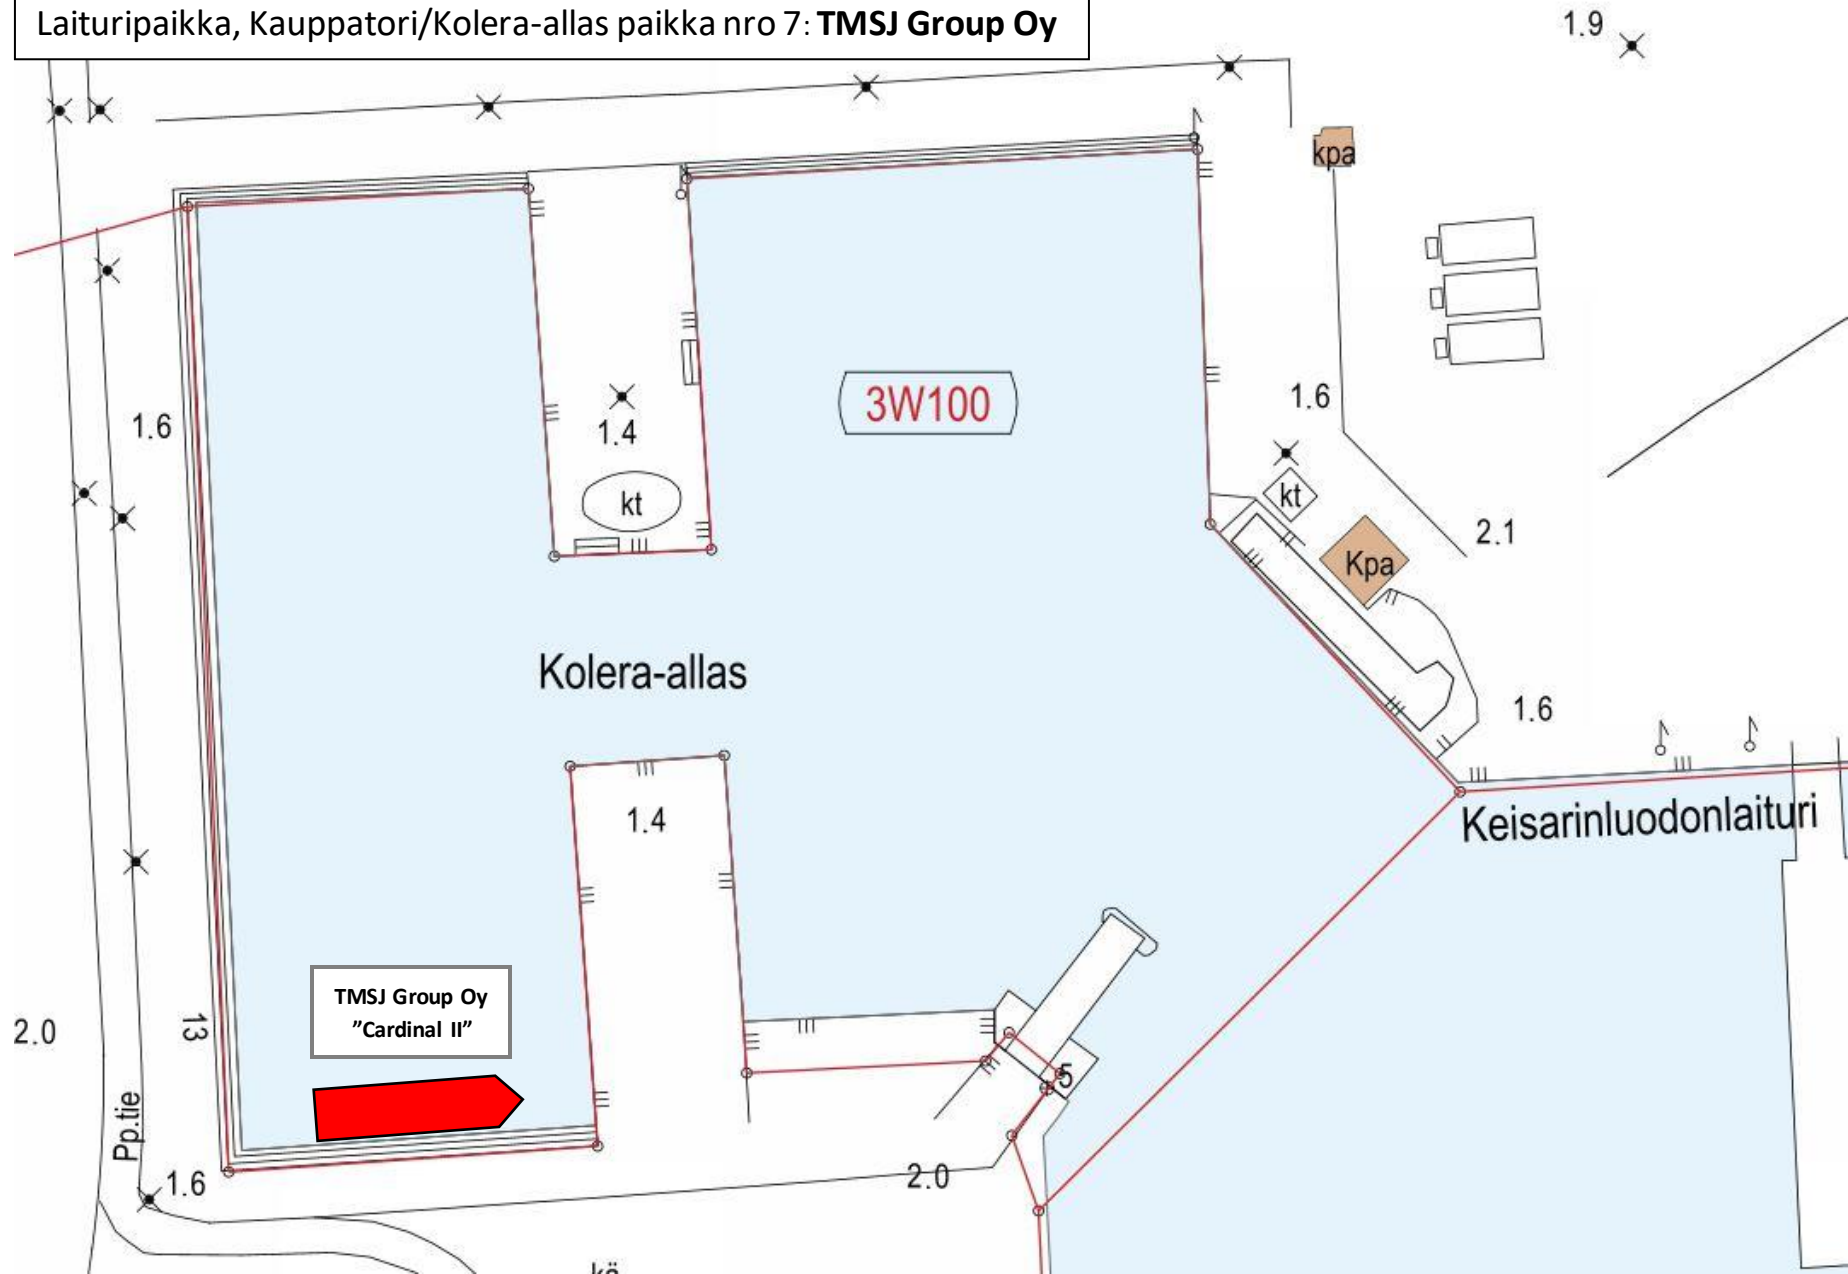 Laituripaikka, Kauppatori/Kolera-allas paikka nro 7: TMSJ Group Oy
1.9
kpa
3W100
1.6
1.6
1.4
kt
kt
2.1
Kpa
Kolera-allas
1.6
1.4
Keisarinluodonlaituri
TMSJ Group Oy
”Cardinal II”
13
2.0
5
Pp.tie
1.6
2.0